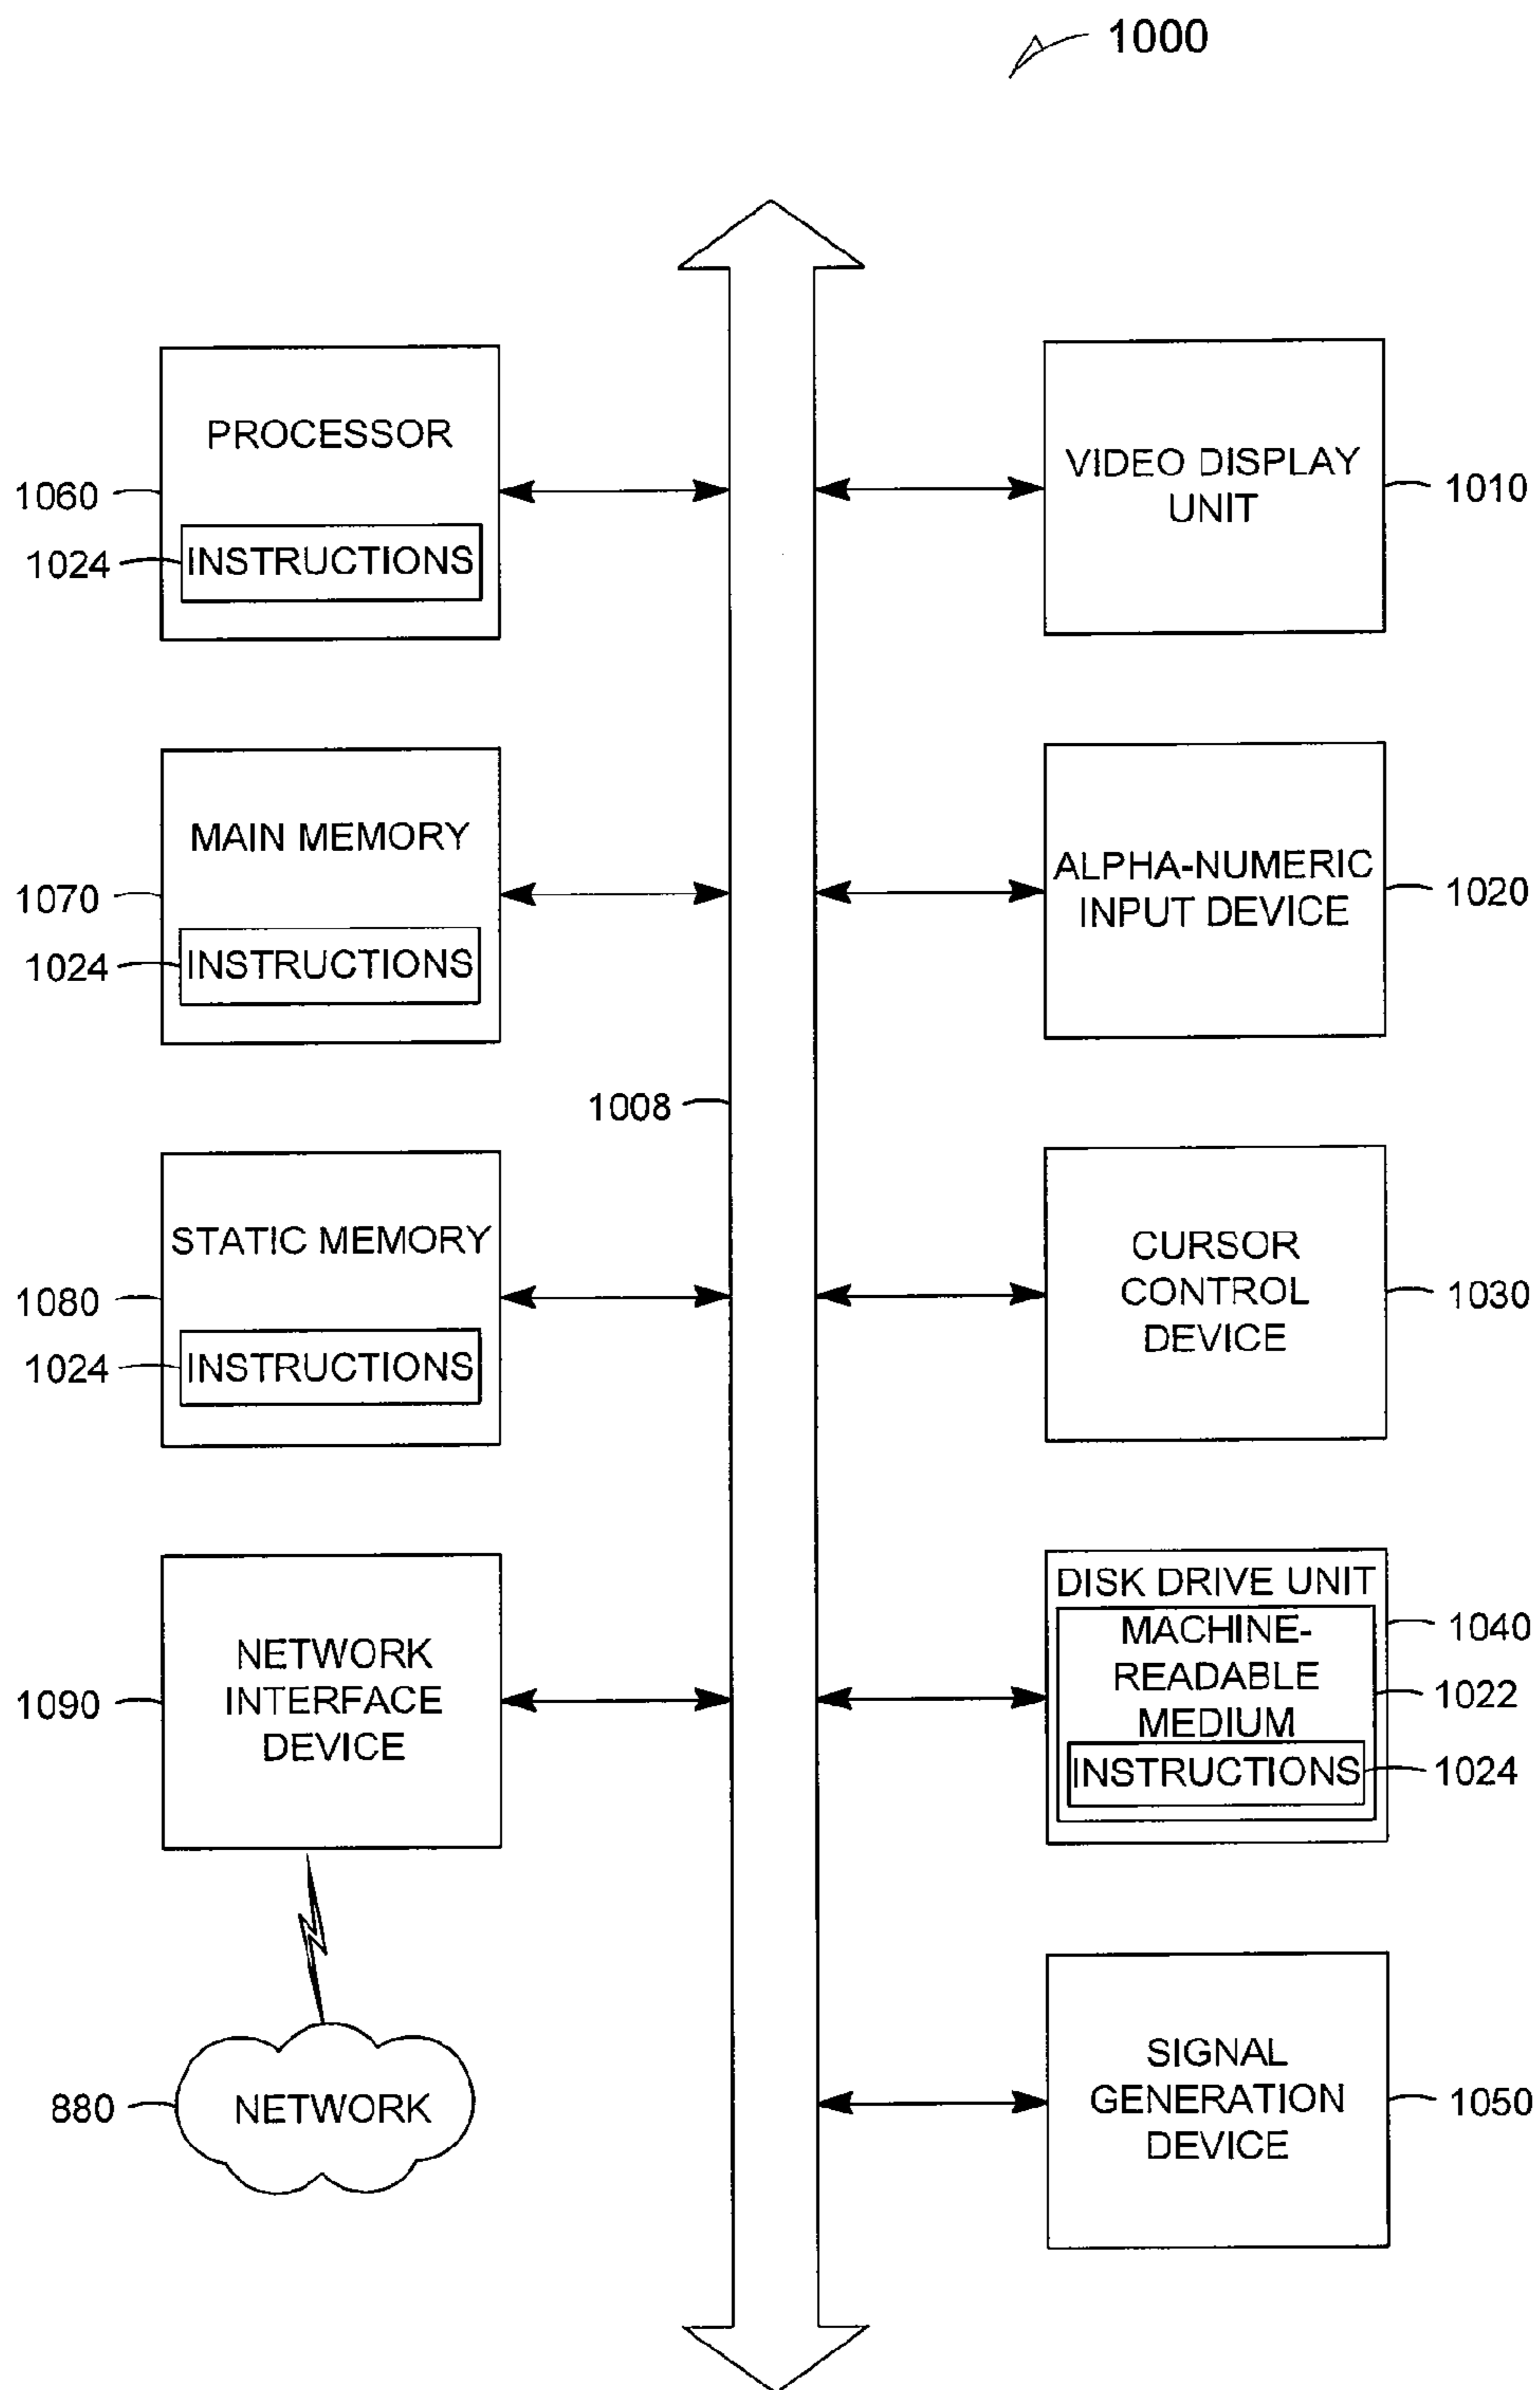 1000
PROCESSOR
1060
1024
INSTRUCTIONS
VIDEO DISPLAY
UNIT
1010
MAIN MEMORY
1070
1024
INSTRUCTIONS
ALPHA-NUMERIC
INPUT DEVICE
1020
1008
STATIC MEMORY
1080
1024
INSTRUCTIONS
CURSOR
CONTROL
DEVICE
1030
NETWORK
INTERFACE
DEVICE
1090
DISK DRIVE UNIT
1040
MACHINE-
READABLE
MEDIUM
1022
INSTRUCTIONS
1024
880
NETWORK
SIGNAL
GENERATION
DEVICE
1050